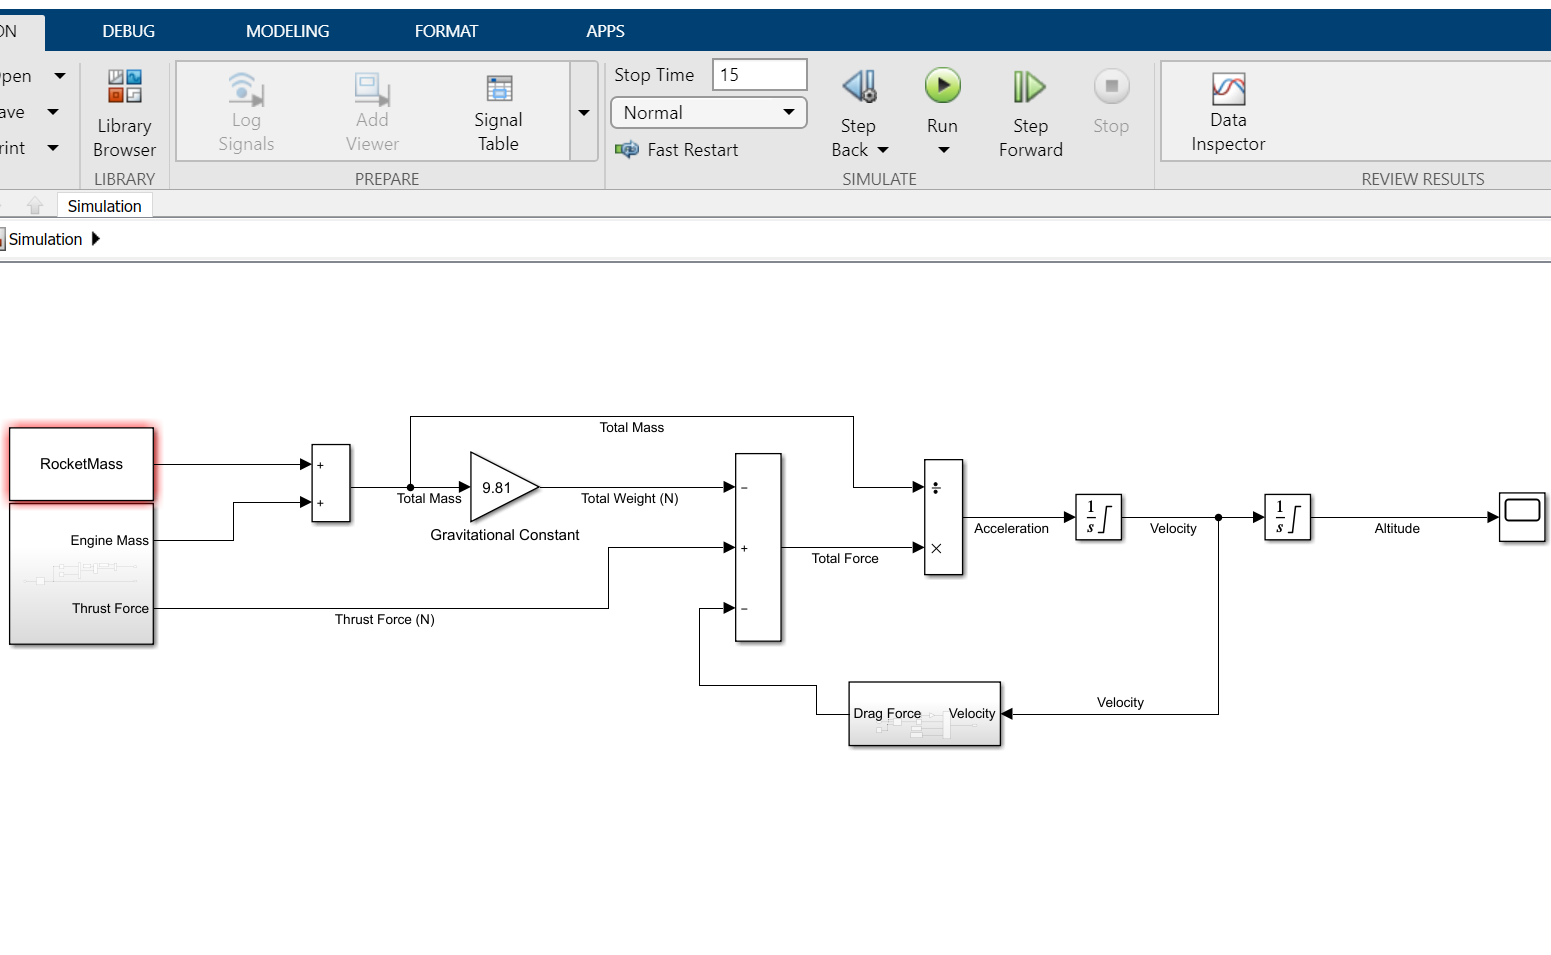 ON DEBUG MODELING FORMAT APPS
pen
ave
rint
Library
Browser
LIBRARY
Log
Signals
Add
Viewer
Signal
Table
PREPARE
Stop Time 15
Normal
Fast Restart
Step
Back
Run
Step
Forward
Stop
SIMULATE
Data
Inspector
REVIEW RESULTS
Simulation
Simulation
RocketMass
Engine Mass
Thrust Force
Thrust Force (N)
+
+
Total Mass
Total Mass
9.81
Gravitational Constant
Total Weight (N)
−
+
−
Total Force
÷
×
Acceleration
1
s
Velocity
1
s
Altitude
Drag Force Velocity
Velocity